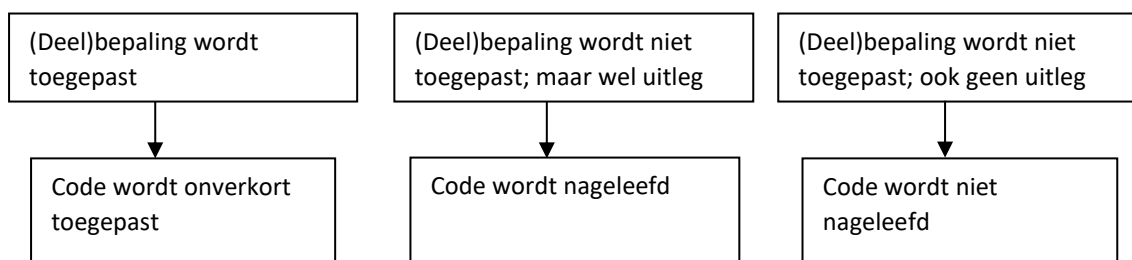 (Deel)bepaling wordt
toegepast
(Deel)bepaling wordt niet
toegepast; maar wel uitleg
(Deel)bepaling wordt niet
toegepast; ook geen uitleg
Code wordt onverkort
toegepast
Code wordt nageleefd
Code wordt niet
nageleefd